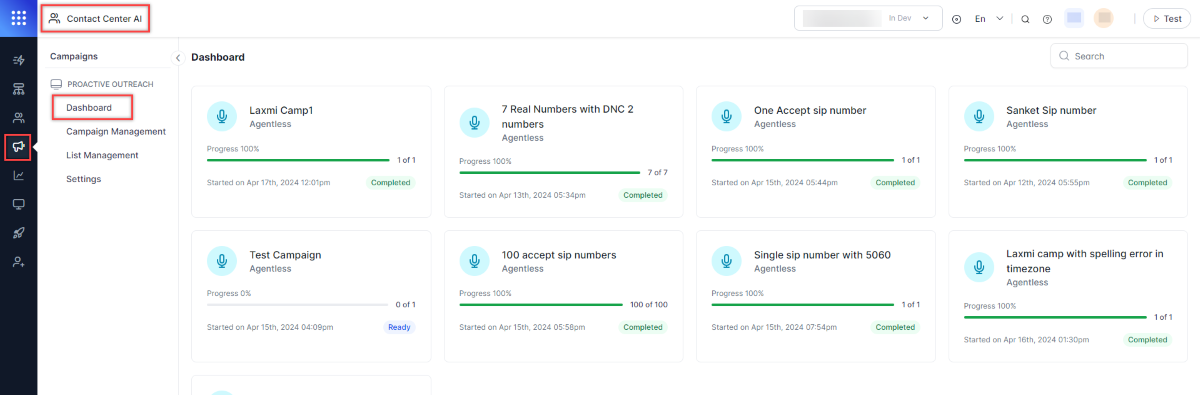 Contact Center AI
In Dev
En
Test
Campaigns
PROACTIVE OUTREACH
Dashboard
Campaign Management
List Management
Settings
Dashboard
Search
Laxmi Camp1
Agentless
Progress 100%
1 of 1
Started on Apr 17th, 2024 12:01pm
Completed
7 Real Numbers with DNC 2
numbers
Agentless
Progress 100%
7 of 7
Started on Apr 13th, 2024 05:34pm
Completed
One Accept sip number
Agentless
Progress 100%
1 of 1
Started on Apr 15th, 2024 05:44pm
Completed
Sanket Sip number
Agentless
Progress 100%
1 of 1
Started on Apr 12th, 2024 05:55pm
Completed
Test Campaign
Agentless
Progress 0%
0 of 1
Started on Apr 15th, 2024 04:09pm
Ready
100 accept sip numbers
Agentless
Progress 100%
100 of 100
Started on Apr 15th, 2024 05:58pm
Completed
Single sip number with 5060
Agentless
Progress 100%
1 of 1
Started on Apr 15th, 2024 07:54pm
Completed
Laxmi camp with spelling error in
timezone
Agentless
Progress 100%
1 of 1
Started on Apr 16th, 2024 01:30pm
Completed